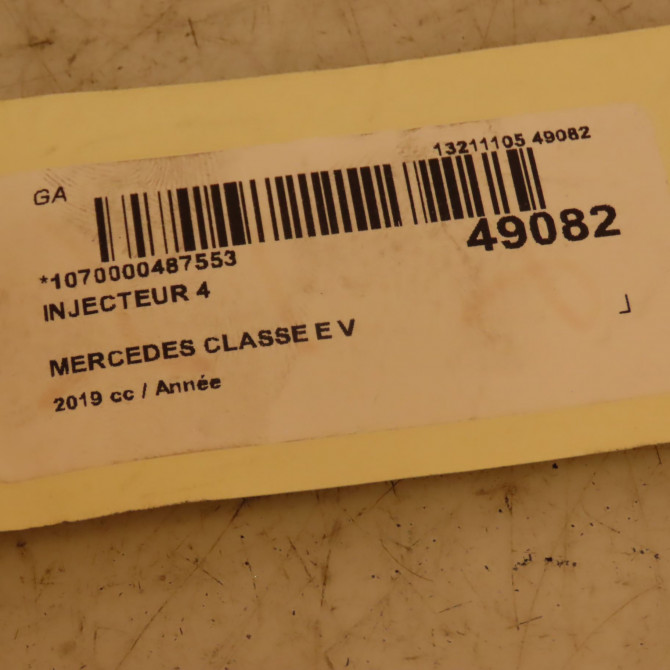 13211105 49082
GA
49082
*1070000487553
INJECTEUR 4
MERCEDES CLASSE E V
2019 cc / Année